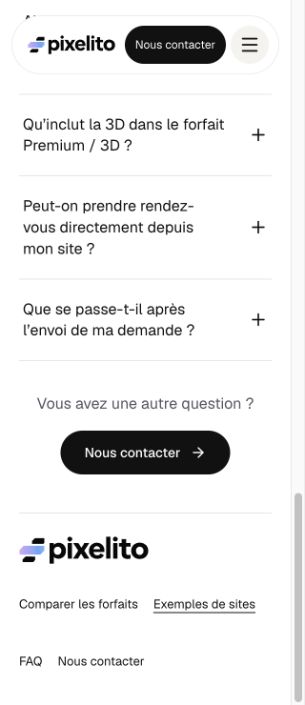 pixelito
Nous contacter
Qu'inclut la 3D dans le forfait
Premium / 3D ?
Peut-on prendre rendez-
vous directement depuis
mon site ?
Que se passe-t-il après
l'envoi de ma demande ?
Vous avez une autre question ?
Nous contacter
pixelito
Comparer les forfaits Exemples de sites
FAQ Nous contacter